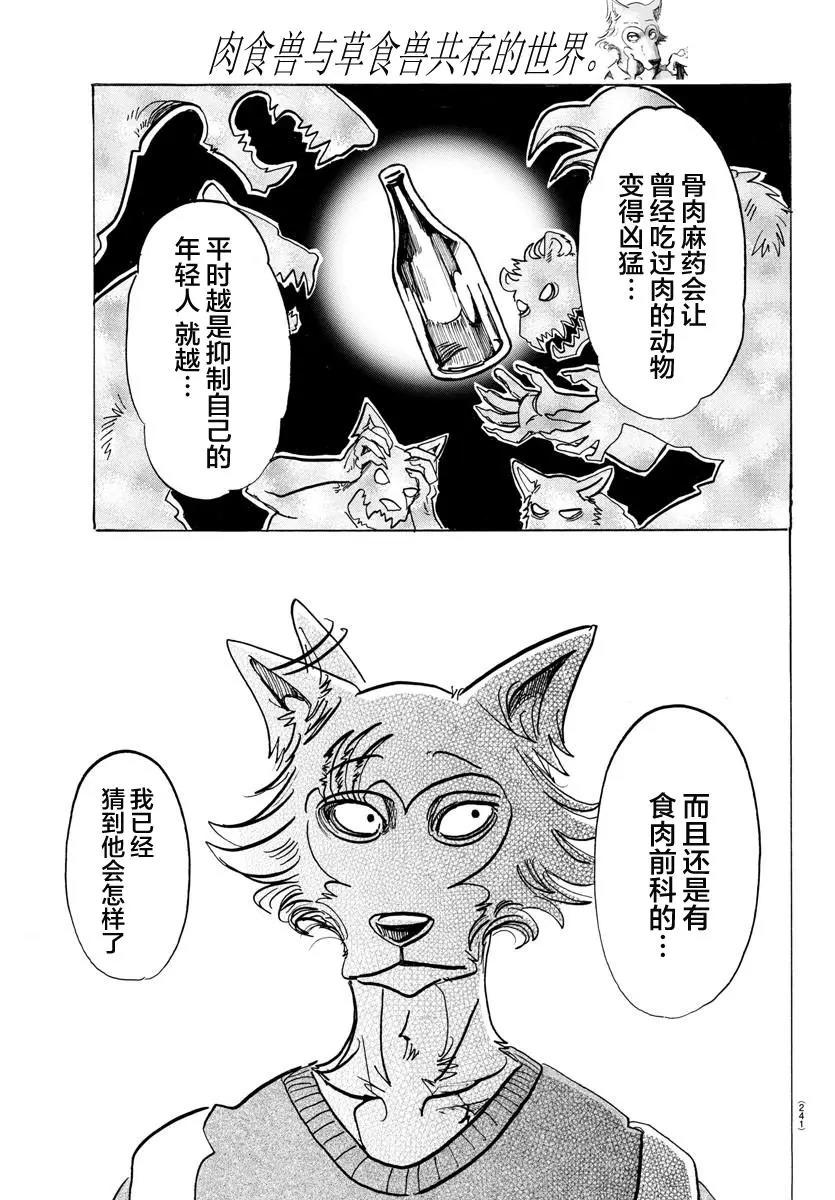 肉食兽与草食兽共存的世界。
骨肉麻药会让
曾经吃过肉的动物
变得凶猛…
平时越是抑制自己的
年轻人 就越…
而且还是有
食肉前科的…
我已经
猜到他会怎样了
(241)